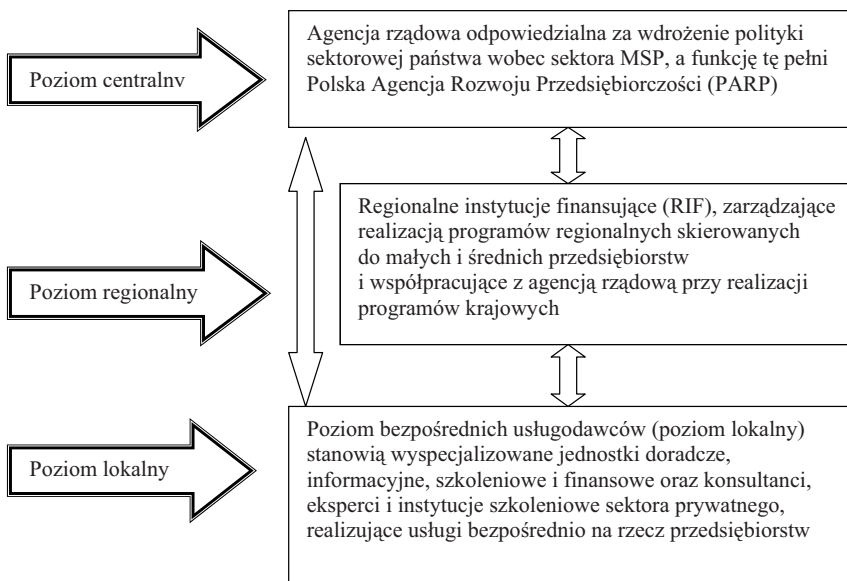 Agencja rządowa odpowiedzialna za wdrożenie polityki
sektorowej państwa wobec sektora MSP, a funkcję tę pełni
Polska Agencja Rozwoju Przedsiębiorczości (PARP)
Poziom centralny
Regionalne instytucje finansujące (RIF), zarządzające
realizacją programów regionalnych skierowanych
do małych i średnich przedsiębiorstw
i współpracujące z agencją rządową przy realizacji
programów krajowych
Poziom regionalny
Poziom bezpośrednich usługodawców (poziom lokalny)
stanowią wyspecjalizowane jednostki doradcze,
informacyjne, szkoleniowe i finansowe oraz konsultanci,
eksperci i instytucje szkoleniowe sektora prywatnego,
realizujące usługi bezpośrednio na rzecz przedsiębiorstw
Poziom lokalny